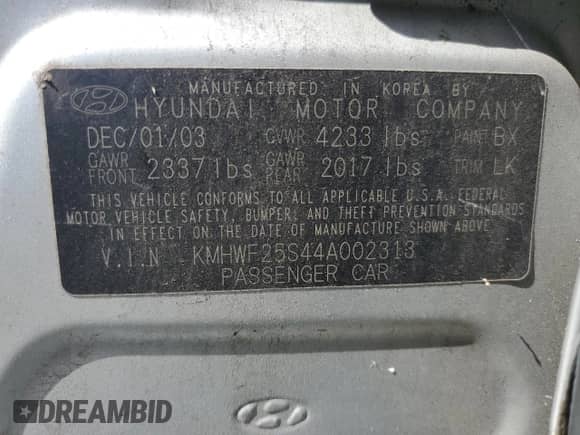 MANUFACTURED IN KOREA BY
HYUNDAI MOTOR COMPANY
DEC/01/03 GVWR 4233 lbs PAINT BX
GAWR FRONT 2337 lbs GAWR REAR 2017 lbs TRIM LK
THIS VEHICLE CONFORMS TO ALL APPLICABLE U.S.A. FEDERAL
MOTOR VEHICLE SAFETY, BUMPER, AND THEFT PREVENTION STANDARDS
IN EFFECT ON THE DATE OF MANUFACTURE SHOWN ABOVE
V.I.N KMHWF25S44A002313
PASSENGER CAR
DREAMBID